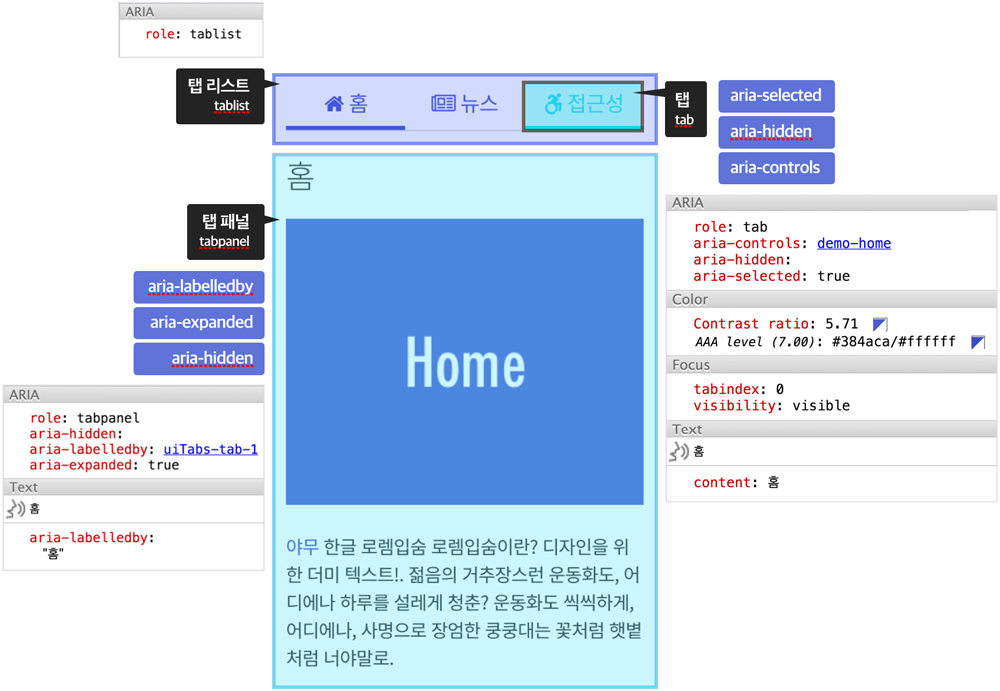 ARIA
role: tablist
탭 리스트
tablist
홈
뉴스
접근성
탭
tab
aria-selected
aria-hidden
aria-controls
홈
탭 패널
tabpanel
Home
aria-labelledby
aria-expanded
aria-hidden
ARIA
role: tabpanel
aria-hidden:
aria-labelledby: uiTabs-tab-1
aria-expanded: true
Text
홈
aria-labelledby:
"홈"
ARIA
role: tab
aria-controls: demo-home
aria-hidden:
aria-selected: true
Color
Contrast ratio: 5.71
AAA level (7.00): #384aca/#ffffff
Focus
tabindex: 0
visibility: visible
Text
홈
content: 홈
야무 한글 로렘입숨 로렘입숨이란? 디자인을 위
한 더미 텍스트!. 젊음의 거추장스런 운동화도, 어
디에나 하루를 설레게 청춘? 운동화도 씩씩하게,
어디에나, 사명으로 장엄한 쿵쿵대는 꽃처럼 햇볕
처럼 너야말로.